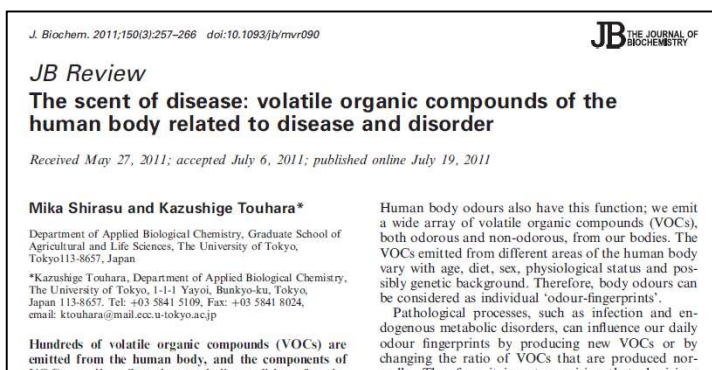 J. Biochem. 2011;150(3):257–266 doi:10.1093/jb/mvr090
JB THE JOURNAL OF
BIOCHEMISTRY
JB Review
The scent of disease: volatile organic compounds of the
human body related to disease and disorder
Received May 27, 2011; accepted July 6, 2011; published online July 19, 2011
Mika Shirasu and Kazushige Touhara*
Department of Applied Biological Chemistry, Graduate School of
Agricultural and Life Sciences, The University of Tokyo,
Tokyo113-8657, Japan
*Kazushige Touhara, Department of Applied Biological Chemistry,
The University of Tokyo, 1-1-1 Yayoi, Bunkyo-ku, Tokyo,
Japan 113-8657. Tel: +03 5841 5109, Fax: +03 5841 8024,
email: ktouhara@mail.ecc.u-tokyo.ac.jp
Hundreds of volatile organic compounds (VOCs) are
emitted from the human body, and the components of
Human body odours also have this function; we emit
a wide array of volatile organic compounds (VOCs),
both odorous and non-odorous, from our bodies. The
VOCs emitted from different areas of the human body
vary with age, diet, sex, physiological status and pos-
sibly genetic background. Therefore, body odours can
be considered as individual ‘odour-fingerprints’.
Pathological processes, such as infection and en-
dogenous metabolic disorders, can influence our daily
odour fingerprints by producing new VOCs or by
changing the ratio of VOCs that are produced nor-